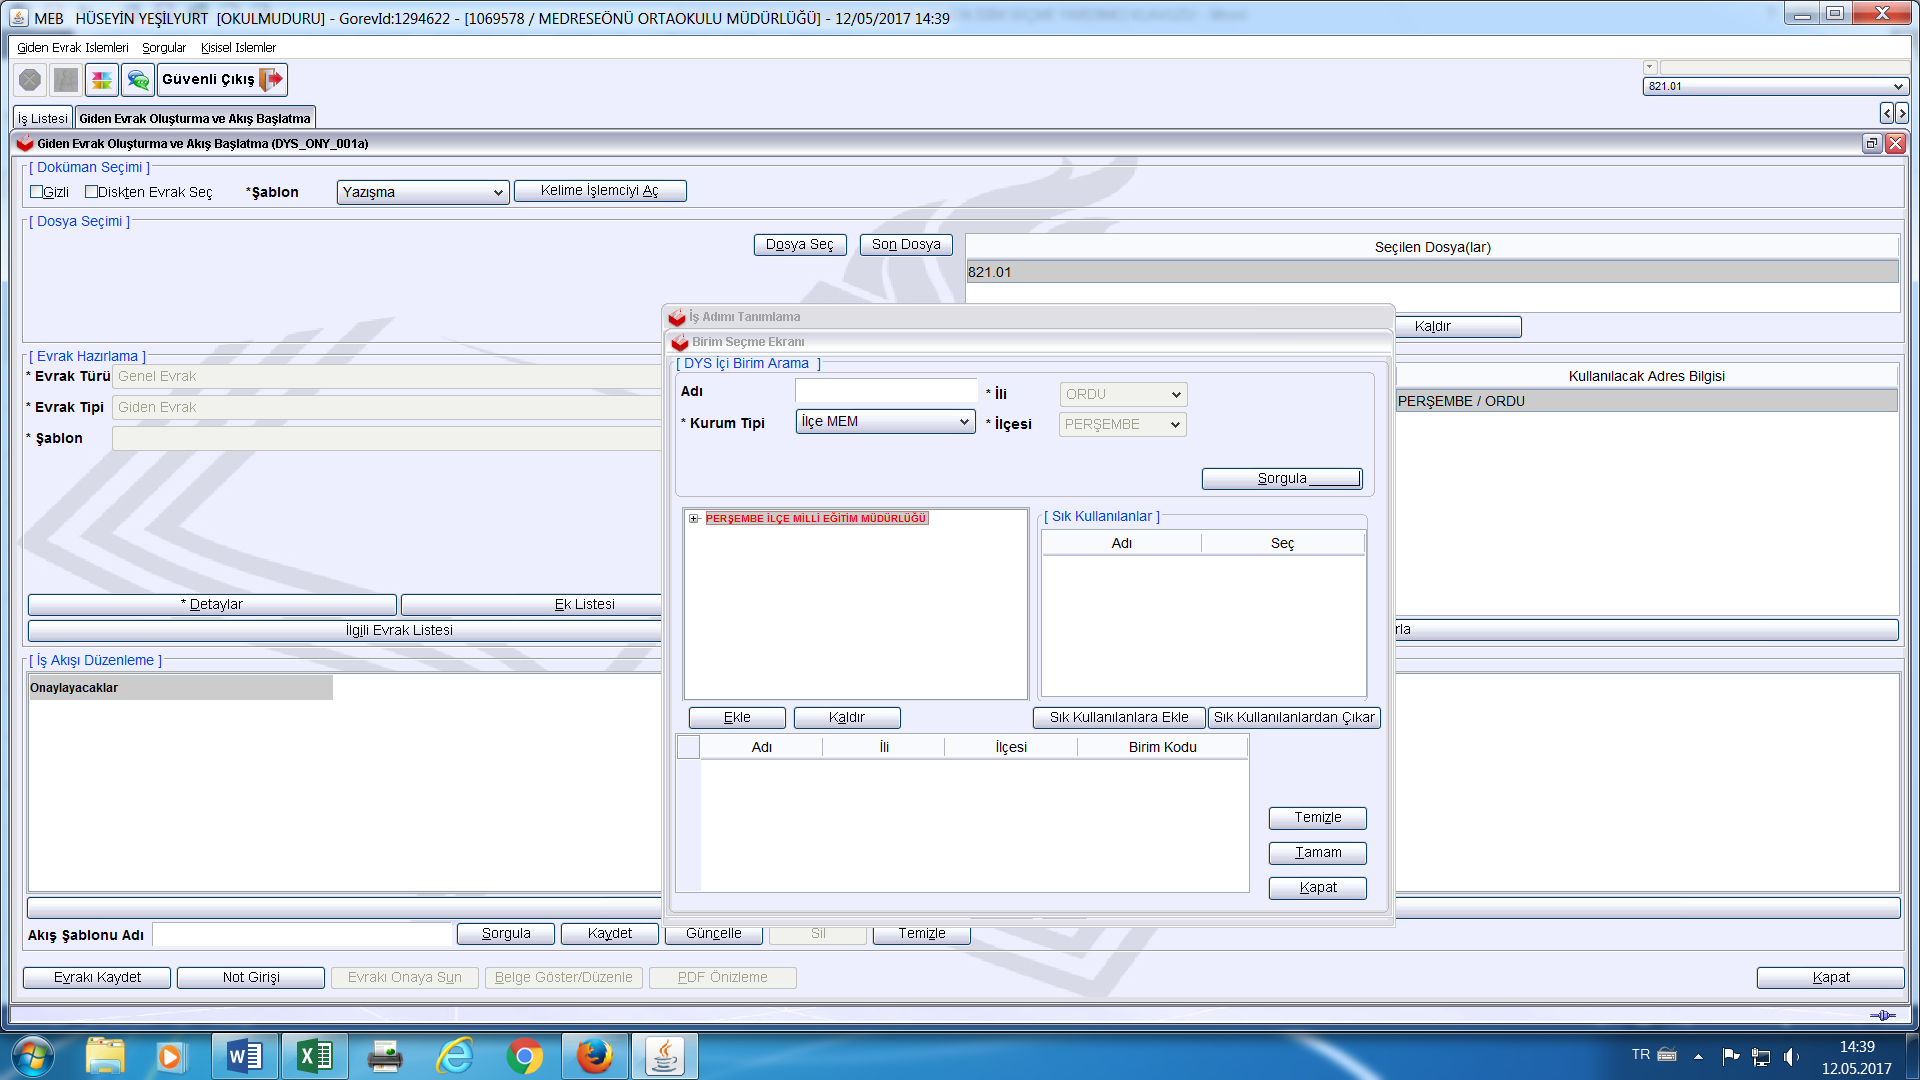 MEB HÜSEYİN YEŞİLYURT [OKULMUDURU] - GorevId:1294622 - [1069578 / MEDRESEÖNÜ ORTAOKULU MÜDÜRLÜĞÜ] - 12/05/2017 14:39
Giden Evrak Islemleri Sorgular Kisisel Islemler
Güvenli Çıkış
821.01
İş Listesi Giden Evrak Oluşturma ve Akış Başlatma
Giden Evrak Oluşturma ve Akış Başlatma (DYS_ONY_001a)
[ Doküman Seçimi ]
Gizli Diskten Evrak Seç *Şablon Yazışma Kelime İşlemciyi Aç
[ Dosya Seçimi ]
Dosya Seç Son Dosya Seçilen Dosya(lar)
821.01
Kaldır
İş Adımı Tanımlama
Birim Seçme Ekranı
[ Evrak Hazırlama ]
* Evrak Türü Genel Evrak
* Evrak Tipi Giden Evrak
* Şablon
Kullanılacak Adres Bilgisi
PERŞEMBE / ORDU
[ DYS İçi Birim Arama ]
Adı * İli ORDU
* Kurum Tipi İlçe MEM * İlçesi PERŞEMBE
Sorgula
PERŞEMBE İLÇE MİLLİ EĞİTİM MÜDÜRLÜĞÜ
[ Sık Kullanılanlar ]
Adı Seç
* Detaylar Ek Listesi
İlgili Evrak Listesi
rla
[ İş Akışı Düzenleme ]
Onaylayacaklar
Ekle Kaldır Sık Kullanılanlara Ekle Sık Kullanılanlardan Çıkar
Adı İli İlçesi Birim Kodu
Temizle
Tamam
Kapat
Akış Şablonu Adı Sorgula Kaydet Güncelle Sil Temizle
Evrakı Kaydet Not Girişi Evrakı Onaya Sun Belge Göster/Düzenle PDF Önizleme Kapat
TR 14:39
12.05.2017